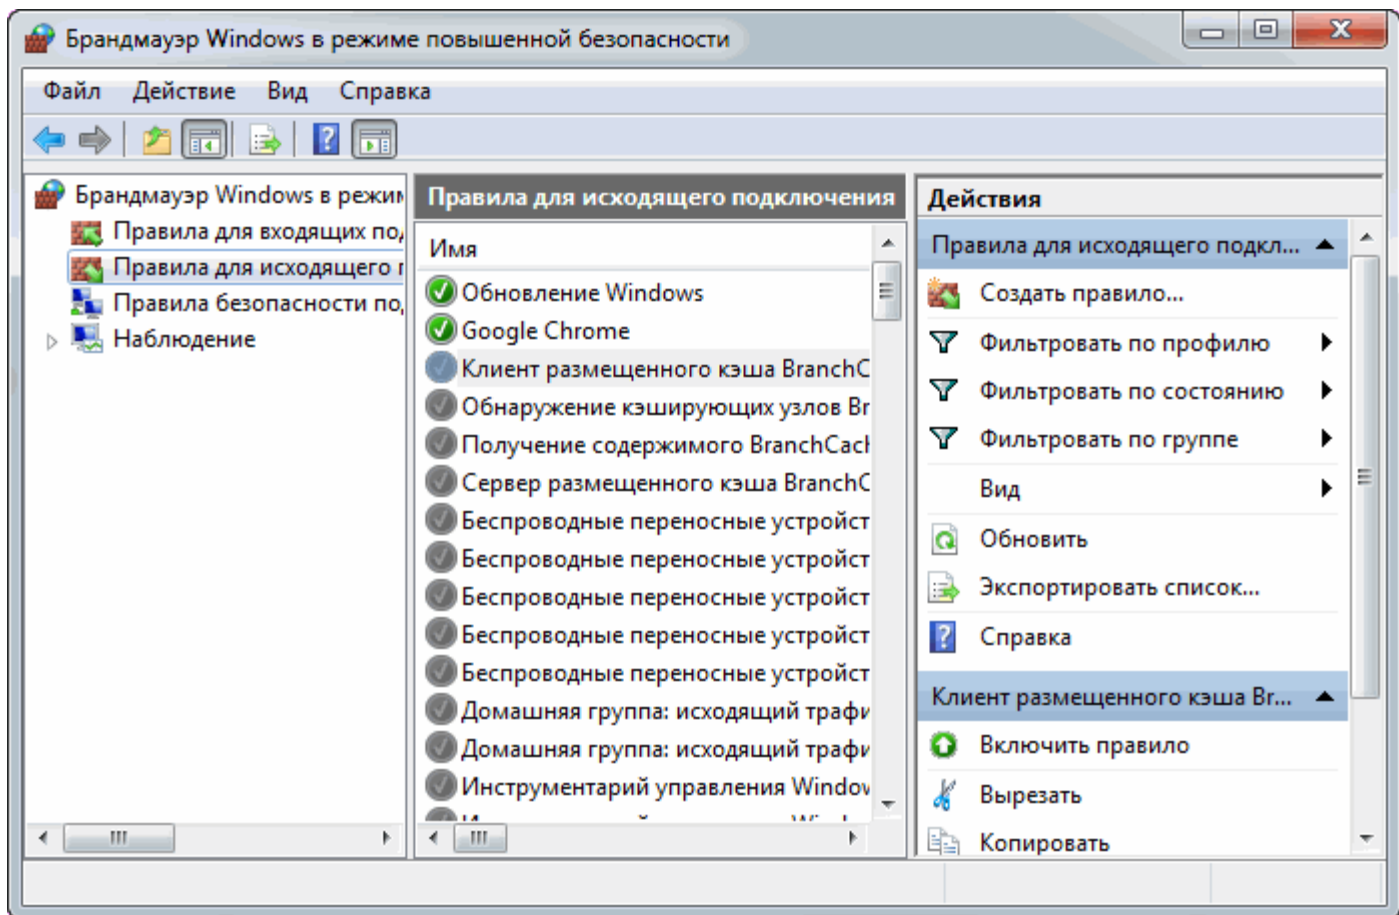 Брандмауэр Windows в режиме повышенной безопасности
Файл Действие Вид Справка
Брандмауэр Windows в режим
Правила для входящих под
Правила для исходящего п
Правила безопасности по,
Наблюдение
Правила для исходящего подключения
Имя
Обновление Windows
Google Chrome
Клиент размещенного кэша BranchC
Обнаружение кэширующих узлов Br
Получение содержимого BranchCach
Сервер размещенного кэша BranchC
Беспроводные переносные устройст
Беспроводные переносные устройст
Беспроводные переносные устройст
Беспроводные переносные устройст
Беспроводные переносные устройст
Домашняя группа: исходящий трафи
Домашняя группа: исходящий трафи
Инструментарий управления Window
Действия
Правила для исходящего подкл...
Создать правило...
Фильтровать по профилю
Фильтровать по состоянию
Фильтровать по группе
Вид
Обновить
Экспортировать список...
Справка
Клиент размещенного кэша Br...
Включить правило
Вырезать
Копировать